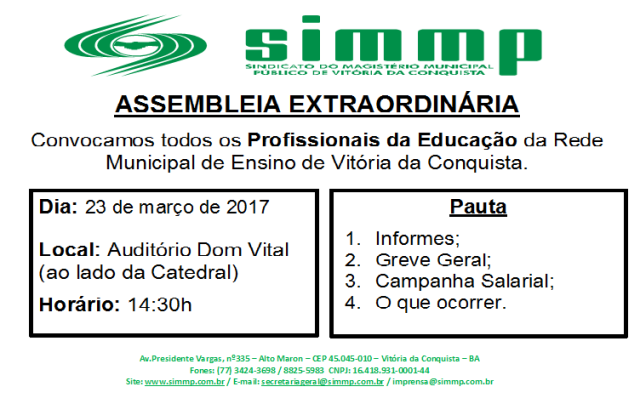 simmp
SINDICATO DO MAGISTÉRIO MUNICIPAL
PÚBLICO DE VITÓRIA DA CONQUISTA
ASSEMBLEIA EXTRAORDINÁRIA
Convocamos todos os Profissionais da Educação da Rede
Municipal de Ensino de Vitória da Conquista.
Dia: 23 de março de 2017
Local: Auditório Dom Vital
(ao lado da Catedral)
Horário: 14:30h
Pauta
1. Informes;
2. Greve Geral;
3. Campanha Salarial;
4. O que ocorrer.
Av.Presidente Vargas, nº335 – Alto Maron – CEP 45.045-010 – Vitória da Conquista – BA
Fones: (77) 3424-3698 / 8825-5983 CNPJ: 16.418.931-0001-44
Site: www.simmp.com.br / E-mail: secretariageral@simmp.com.br / imprensa@simmp.com.br